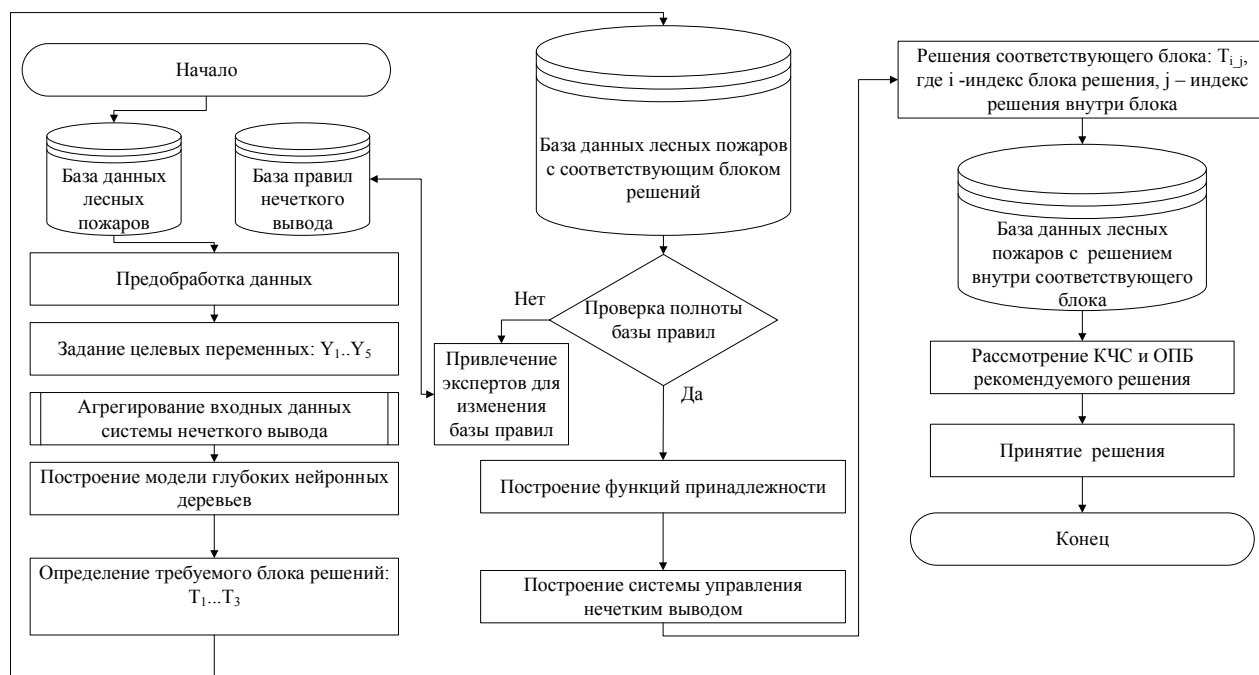 Начало
База данных
лесных
пожаров
База правил
нечеткого
вывода
Предобработка данных
Задание целевых переменных: Y1..Y5
Агрегирование входных данных
системы нечеткого вывода
Построение модели глубоких нейронных
деревьев
Определение требуемого блока решений:
T1...T3
База данных лесных пожаров
с соответствующим блоком
решений
Проверка полноты
базы правил
Нет
Да
Привлечение
экспертов для
изменения
базы правил
Построение функций принадлежности
Построение системы управления
нечетким выводом
Решения соответствующего блока: Ti_j,
где i -индекс блока решения, j – индекс
решения внутри блока
База данных лесных
пожаров с решением
внутри соответствующего
блока
Рассмотрение КЧС и ОПБ
рекомендуемого решения
Принятие решения
Конец